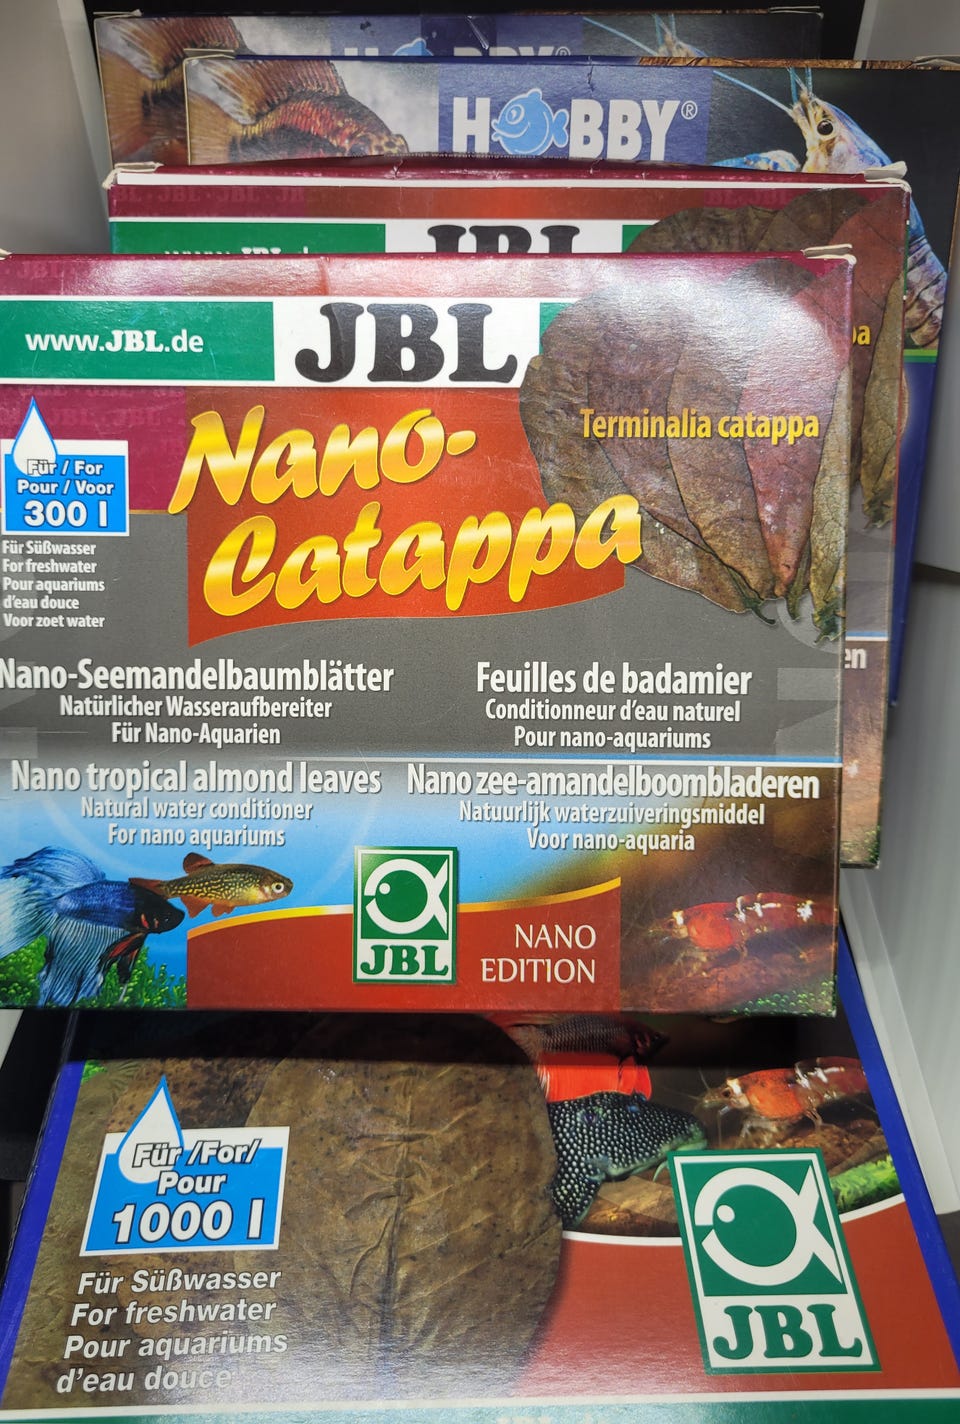 HOBBY®
HOBBY®
www.JBL.de
JBL
www.JBL.de
JBL
Terminalia catappa
Nano-
Catappa
Für / For
Pour / Voor
300 l
Für Süßwasser
For freshwater
Pour aquariums
d'eau douce
Voor zoet water
Nano-Seemandelbaumblätter
Natürlicher Wasseraufbereiter
Für Nano-Aquarien
Feuilles de badamier
Conditionneur d'eau naturel
Pour nano-aquariums
Nano tropical almond leaves
Natural water conditioner
For nano aquariums
Nano zee-amandelboombladeren
Natuurlijk waterzuiveringsmiddel
Voor nano-aquaria
JBL
NANO
EDITION
Für /For/
Pour
1000 l
Für Süßwasser
For freshwater
Pour aquariums
d'eau douce
JBL